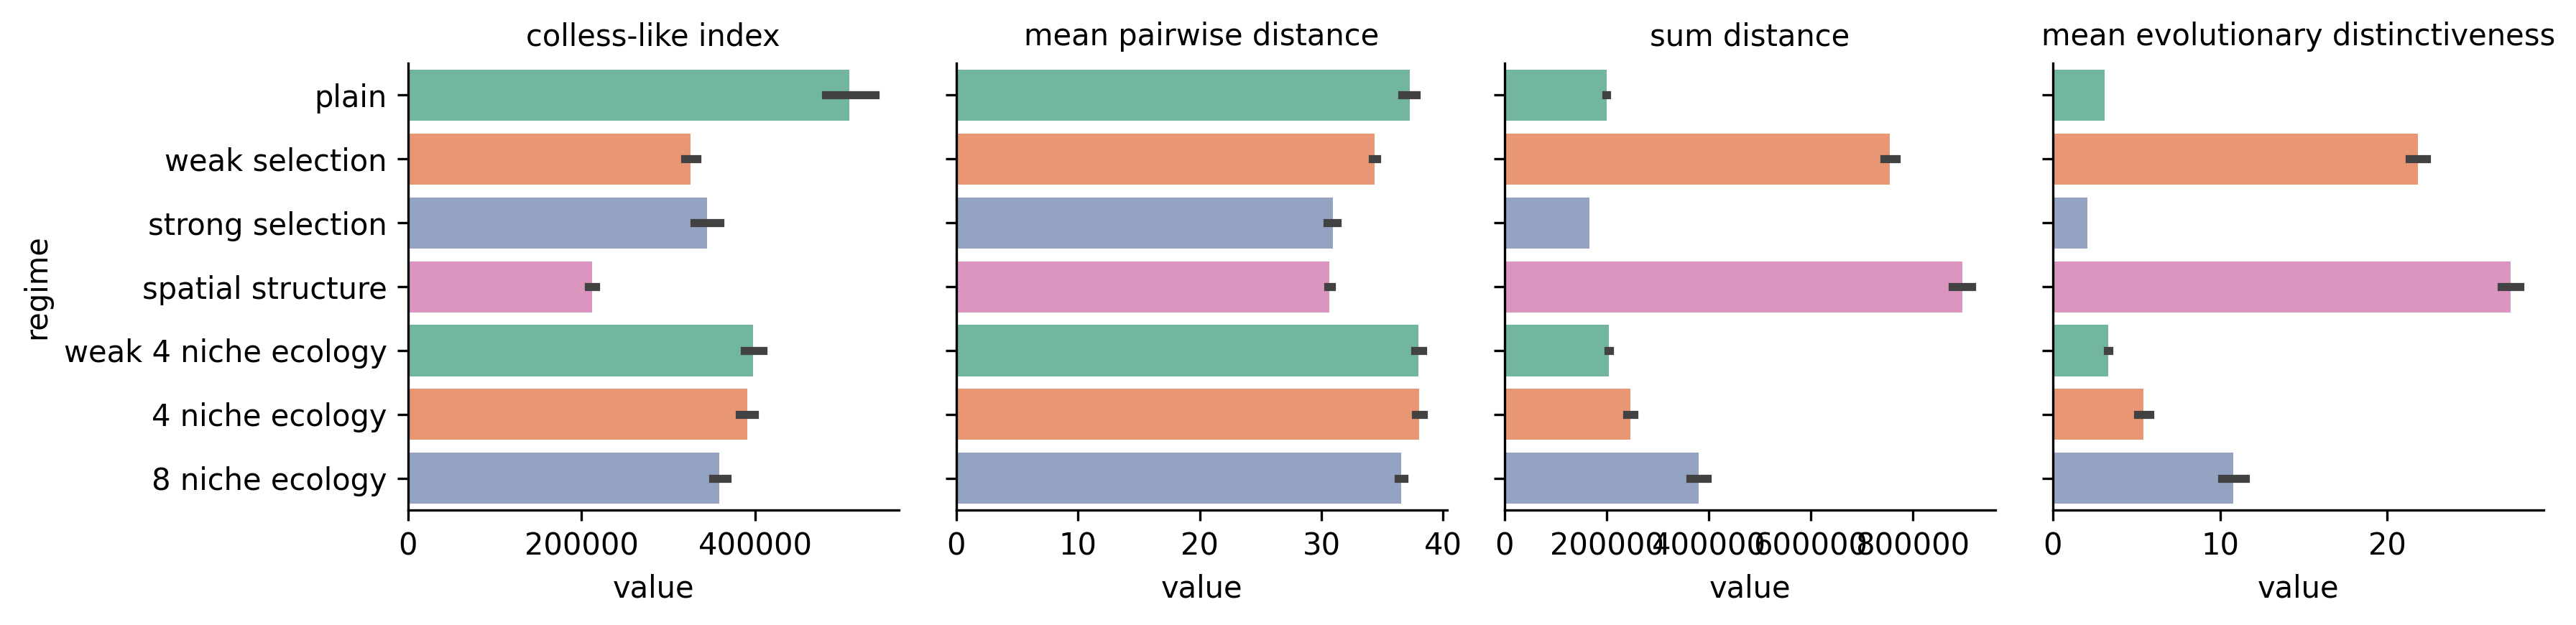 colless-like index
mean pairwise distance
sum distance
mean evolutionary distinctiveness
regime
plain
weak selection
strong selection
spatial structure
weak 4 niche ecology
4 niche ecology
8 niche ecology
0 200000 400000
0 10 20 30 40
0 200000 400000 600000 800000
0 10 20
value
value
value
value